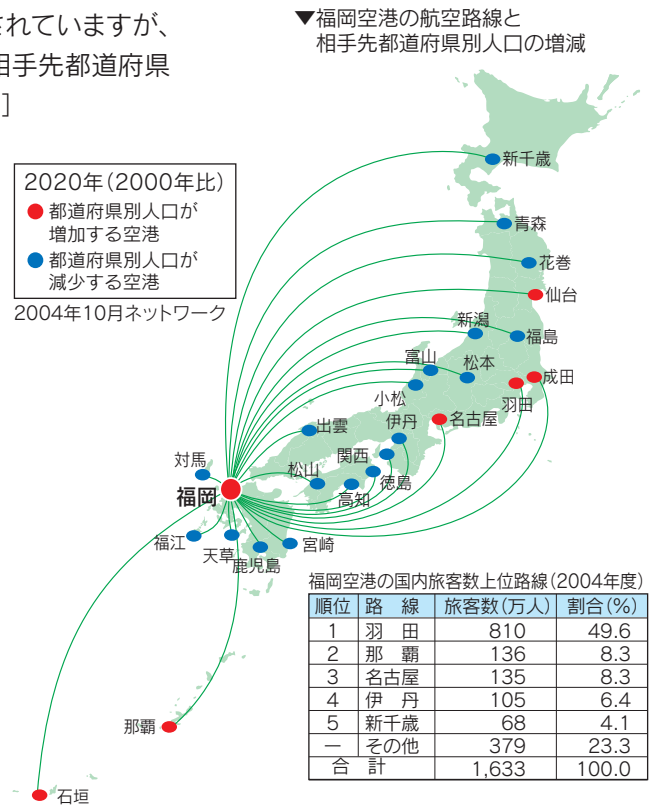 されていますが、
相手先都道府県
]
▼福岡空港の航空路線と
相手先都道府県別人口の増減
2020年(2000年比)
都道府県別人口が
増加する空港
都道府県別人口が
減少する空港
2004年10月ネットワーク
新千歳
青森
花巻
仙台
新潟
福島
富山
松本
成田
小松
羽田
伊丹
名古屋
出雲
関西
対馬
松山
徳島
福岡
高知
福江
天草
鹿児島
宮崎
那覇
石垣
福岡空港の国内旅客数上位路線(2004年度)
順位 路 線 旅客数(万人) 割合(%)
1 羽 田 810 49.6
2 那 覇 136 8.3
3 名古屋 135 8.3
4 伊 丹 105 6.4
5 新千歳 68 4.1
― その他 379 23.3
合 計 1,633 100.0